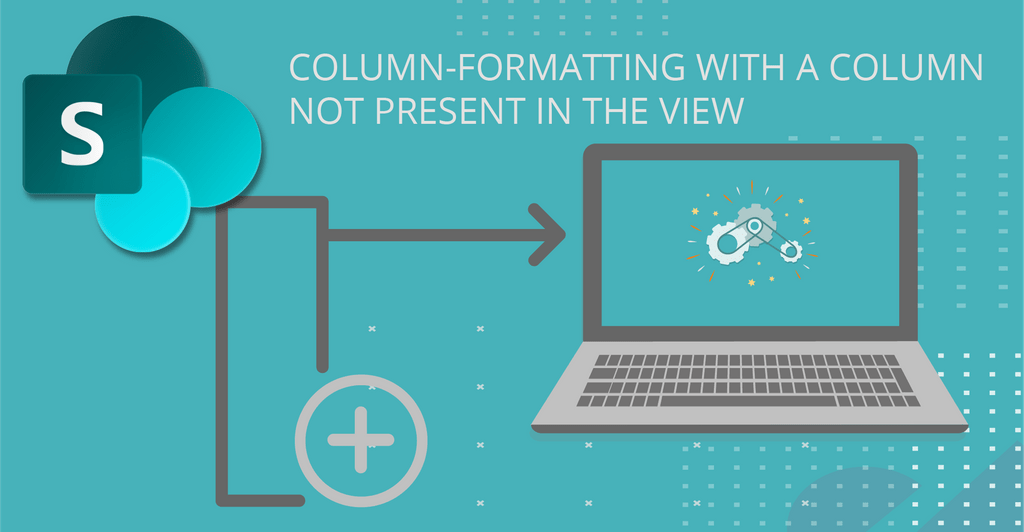 COLUMN-FORMATTING WITH A COLUMN
NOT PRESENT IN THE VIEW
S